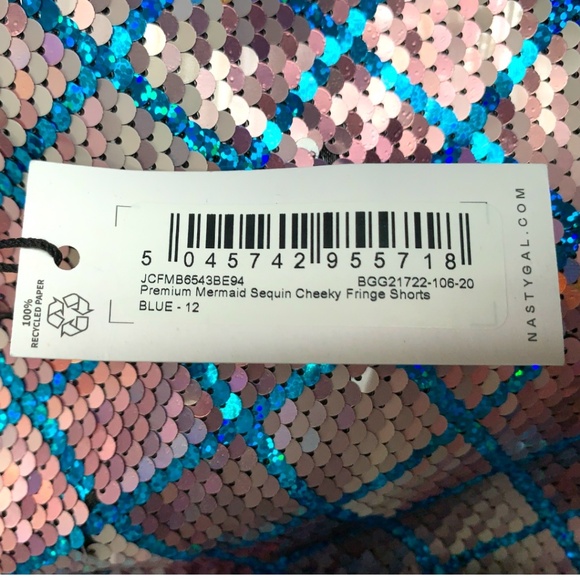 5 045742 955718
JCFMB6543BE94 BGG21722-106-20
Premium Mermaid Sequin Cheeky Fringe Shorts
BLUE - 12
100%
RECYCLED PAPER
NASTYGAL.COM